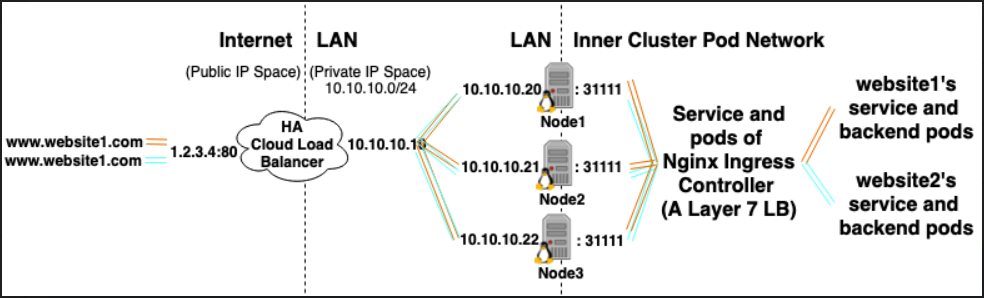 Internet
LAN
(Public IP Space)
(Private IP Space)
10.10.10.0/24
LAN
Inner Cluster Pod Network
www.website1.com
www.website1.com
1.2.3.4:80
HA
Cloud Load
Balancer
10.10.10.10
10.10.10.20
: 31111
Node1
10.10.10.21
: 31111
Node2
10.10.10.22
: 31111
Node3
Service and
pods of
Nginx Ingress
Controller
(A Layer 7 LB)
website1's
service and
backend pods
website2's
service and
backend pods